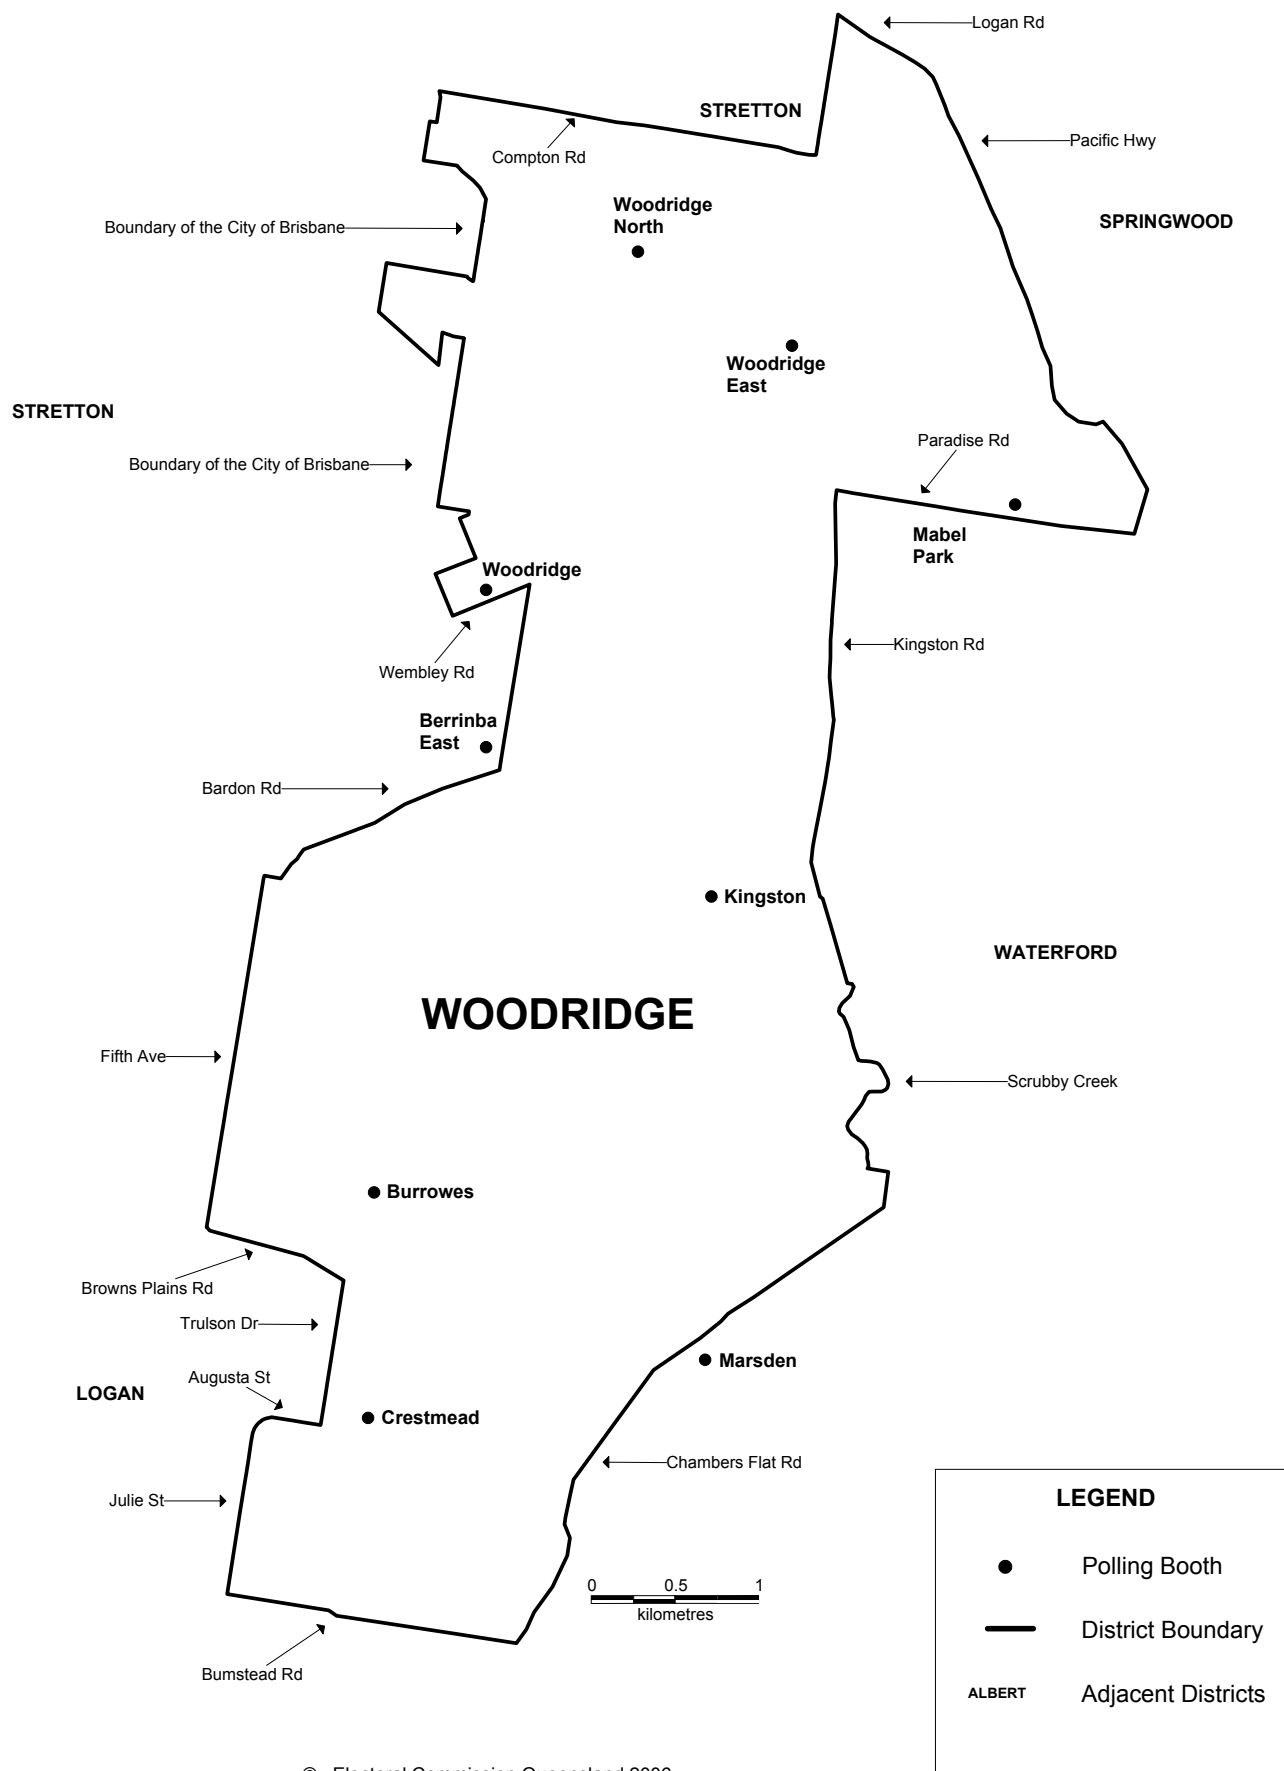 Logan Rd
STRETTON
Pacific Hwy
Compton Rd
Woodridge
North
SPRINGWOOD
Boundary of the City of Brisbane
Woodridge
East
STRETTON
Paradise Rd
Boundary of the City of Brisbane
Mabel
Park
Woodridge
Kingston Rd
Wembley Rd
Berrinba
East
Bardon Rd
Kingston
WATERFORD
WOODRIDGE
Fifth Ave
Scrubby Creek
Burrowes
Browns Plains Rd
Trulson Dr
Marsden
Augusta St
LOGAN
Crestmead
Chambers Flat Rd
Julie St
LEGEND
Polling Booth
0 0.5 1
kilometres
District Boundary
Bumstead Rd
ALBERT Adjacent Districts
© Electoral Commission Queensland 2006